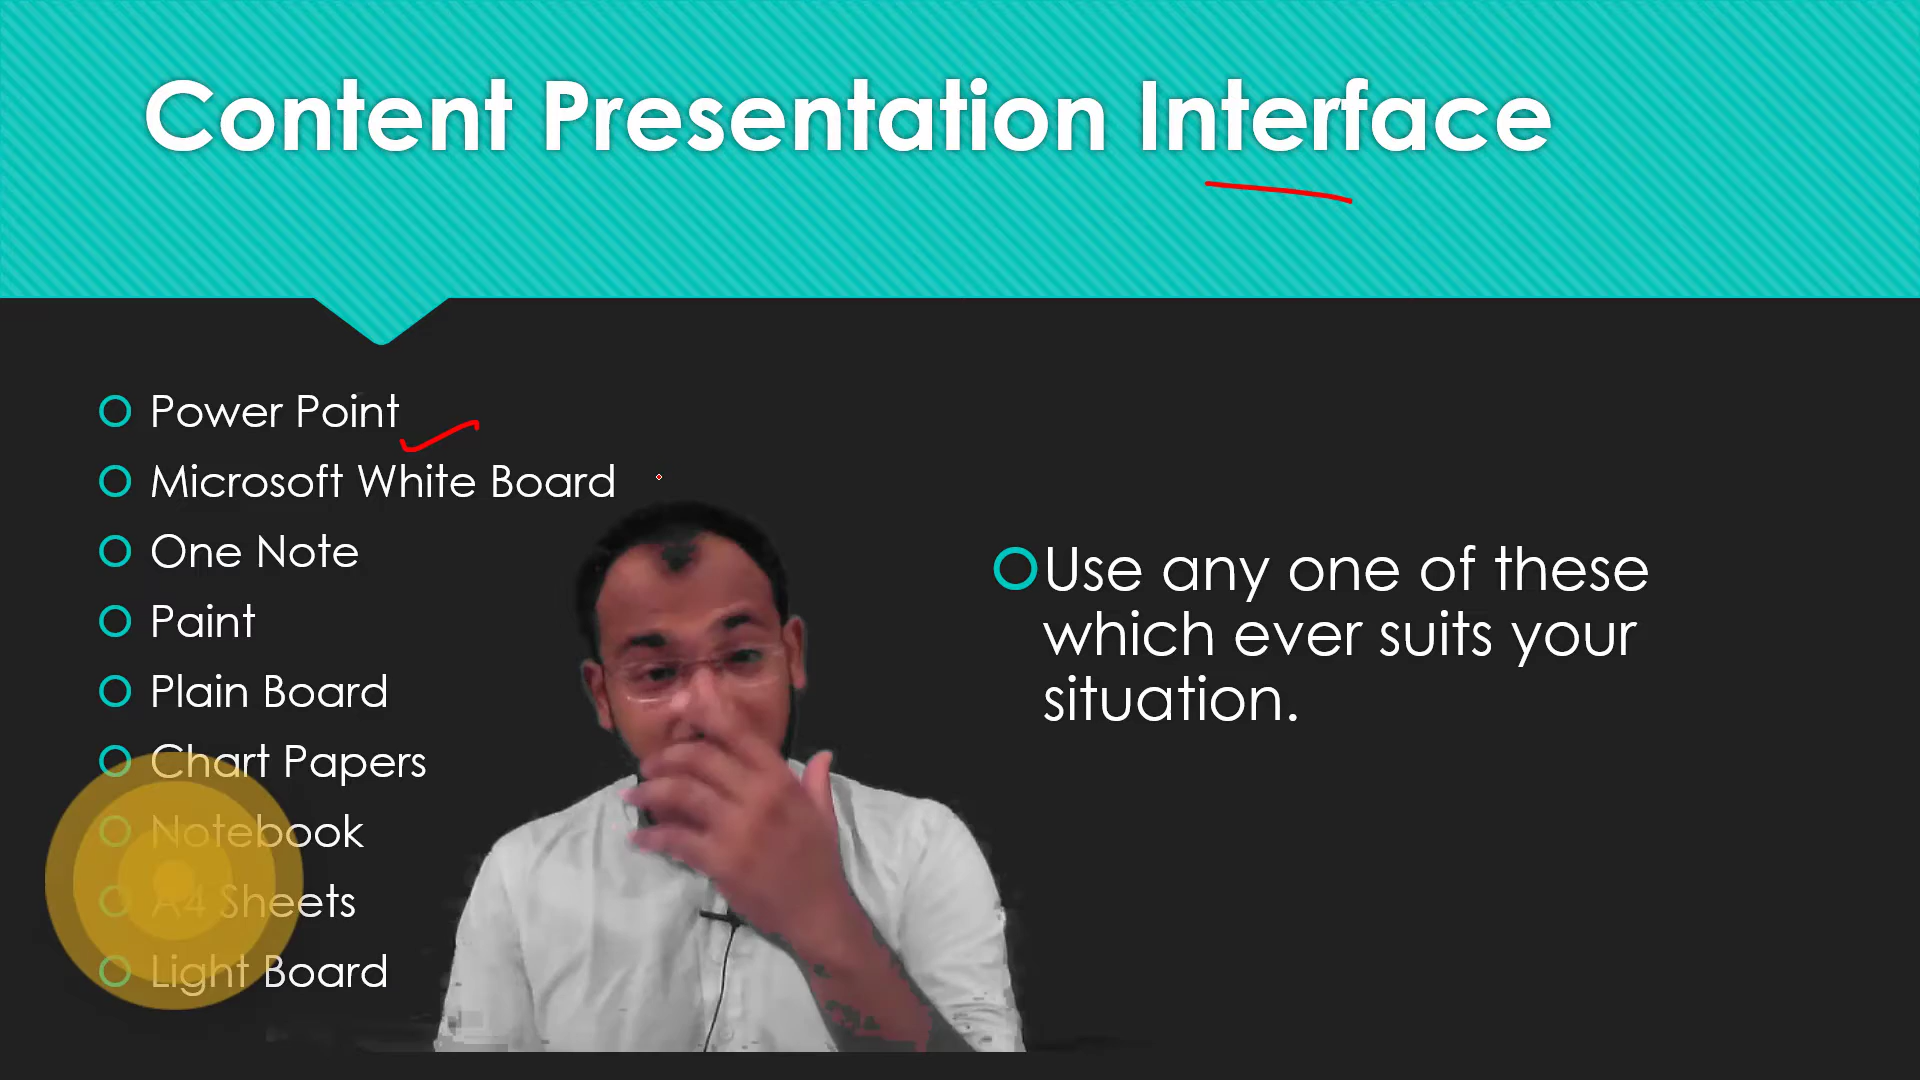 Content Presentation Interface
Power Point
Microsoft White Board
One Note
Paint
Plain Board
Chart Papers
Notebook
A4 Sheets
Light Board
Use any one of these
which ever suits your
situation.